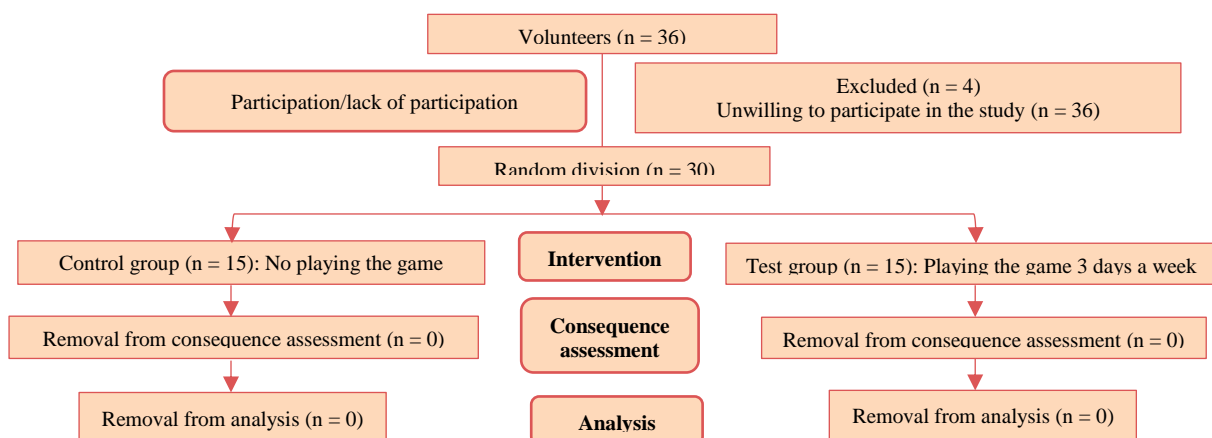 Volunteers (n = 36)
Participation/lack of participation
Excluded (n = 4)
Unwilling to participate in the study (n = 36)
Random division (n = 30)
Control group (n = 15): No playing the game
Intervention
Test group (n = 15): Playing the game 3 days a week
Removal from consequence assessment (n = 0)
Consequence
assessment
Removal from consequence assessment (n = 0)
Removal from analysis (n = 0)
Analysis
Removal from analysis (n = 0)